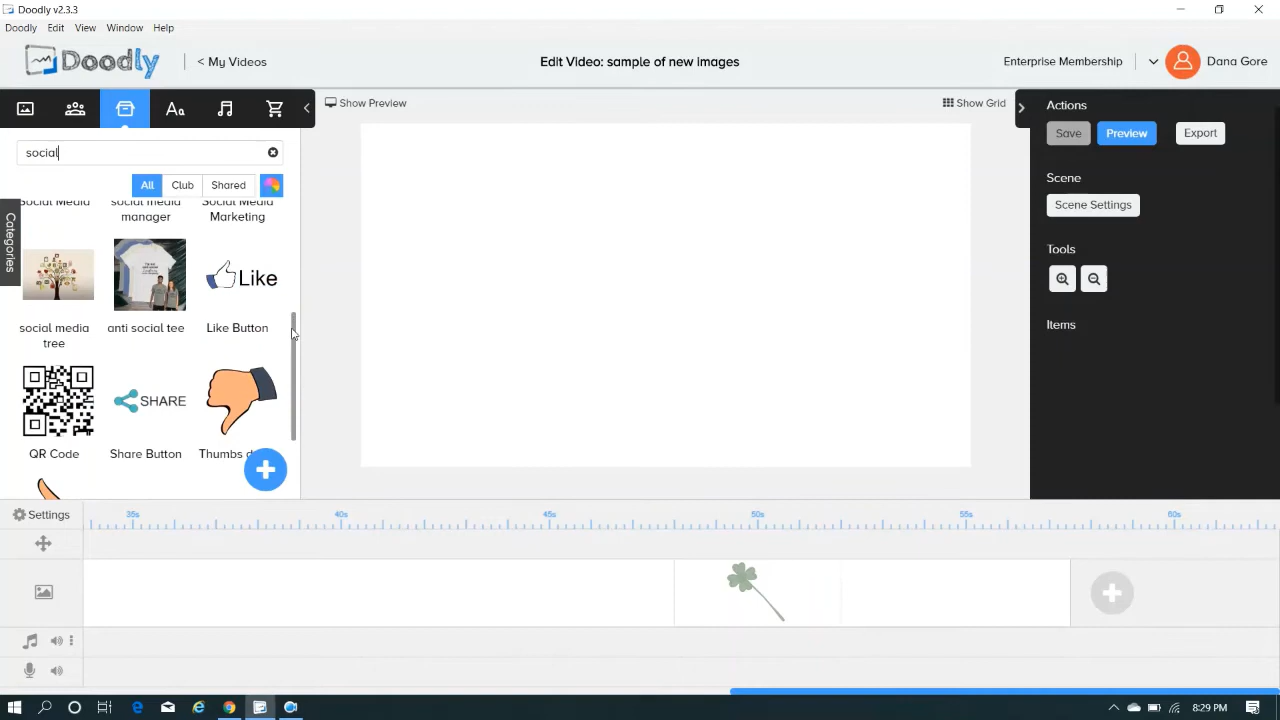 Doodly v2.3.3
Doodly Edit View Window Help
Doodly
< My Videos
Edit Video: sample of new images
Enterprise Membership
Dana Gore
Aa
Show Preview
Show Grid
social
All Club Shared
Categories
Social Media
social media manager
Social Media Marketing
Like
social media tree
anti social tee
Like Button
SHARE
QR Code
Share Button
Thumbs d
Actions
Save Preview Export
Scene
Scene Settings
Tools
Items
Settings
35s 40s 45s 50s 55s 60s
8:29 PM